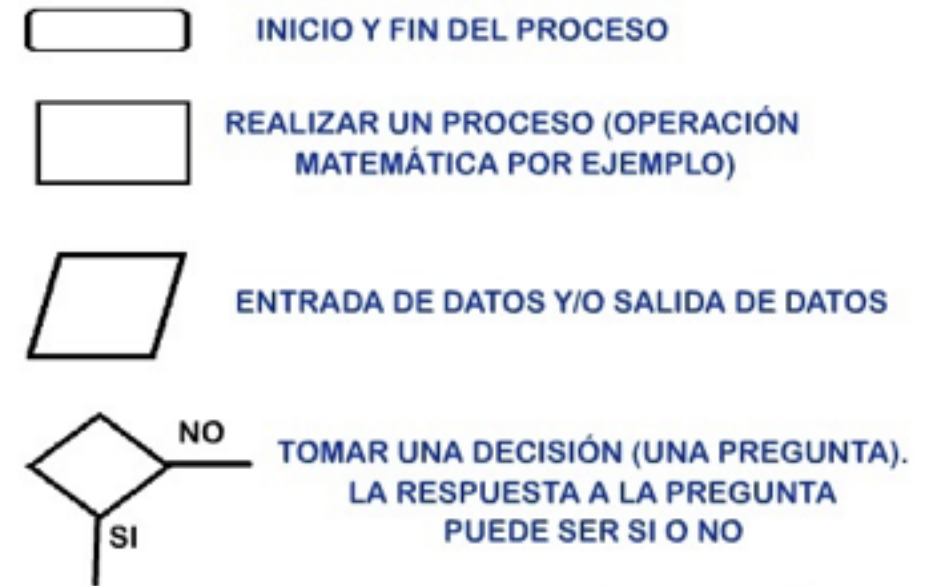 INICIO Y FIN DEL PROCESO
REALIZAR UN PROCESO (OPERACIÓN
MATEMÁTICA POR EJEMPLO)
ENTRADA DE DATOS Y/O SALIDA DE DATOS
NO
TOMAR UNA DECISIÓN (UNA PREGUNTA).
LA RESPUESTA A LA PREGUNTA
PUEDE SER SI O NO
SI